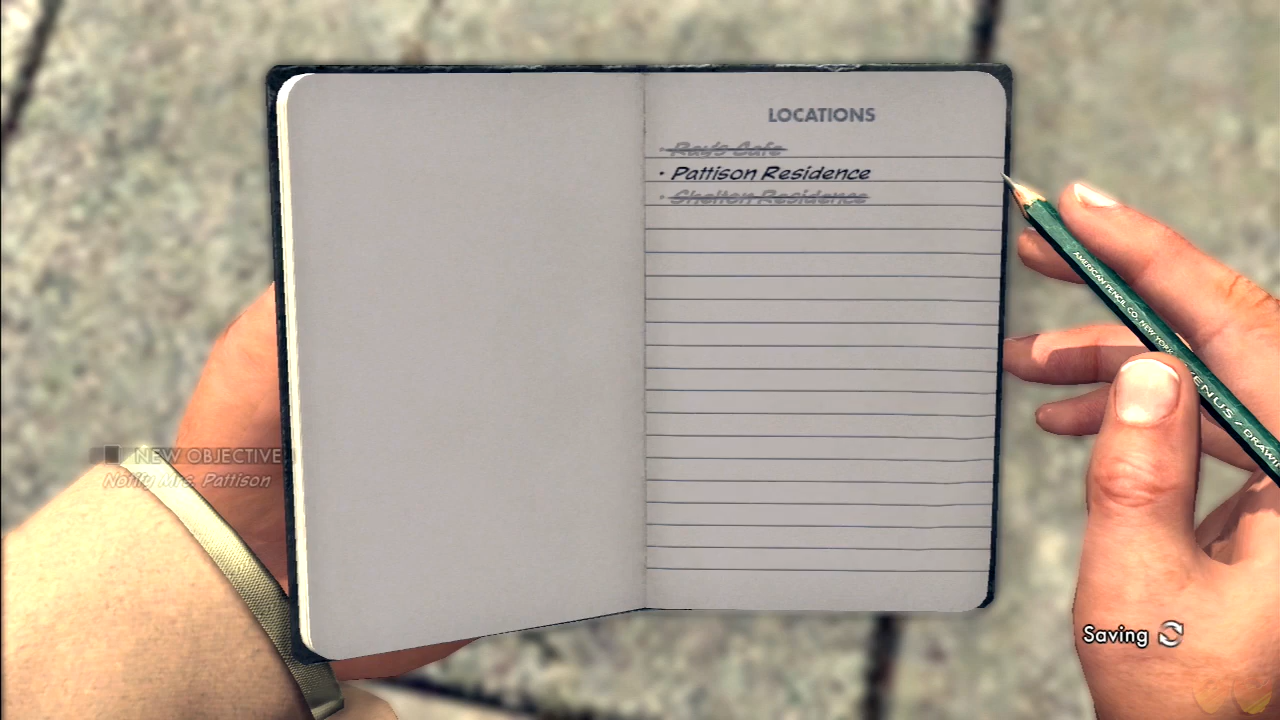 LOCATIONS
· Ray's Cafe
· Pattison Residence
· Shelton Residence
NEW OBJECTIVE
Notify Mrs. Pattison
AMERICAN PENCIL CO. NEW YORK
VENUS / DRAWI
Saving